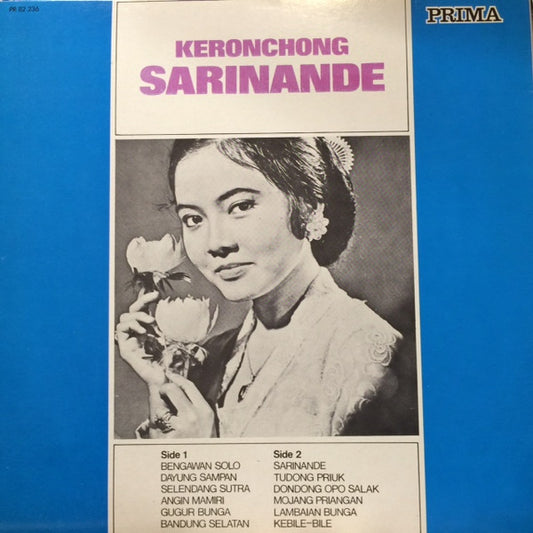 PR 82 236
PRIMA
KERONCHONG
SARINANDE
Side 1
BENGAWAN SOLO
DAYUNG SAMPAN
SELENDANG SUTRA
ANGIN MAMIRI
GUGUR BUNGA
BANDUNG SELATAN
Side 2
SARINANDE
TUDONG PRIUK
DONDONG OPO SALAK
MOJANG PRIANGAN
LAMBAIAN BUNGA
KEBILE-BILE